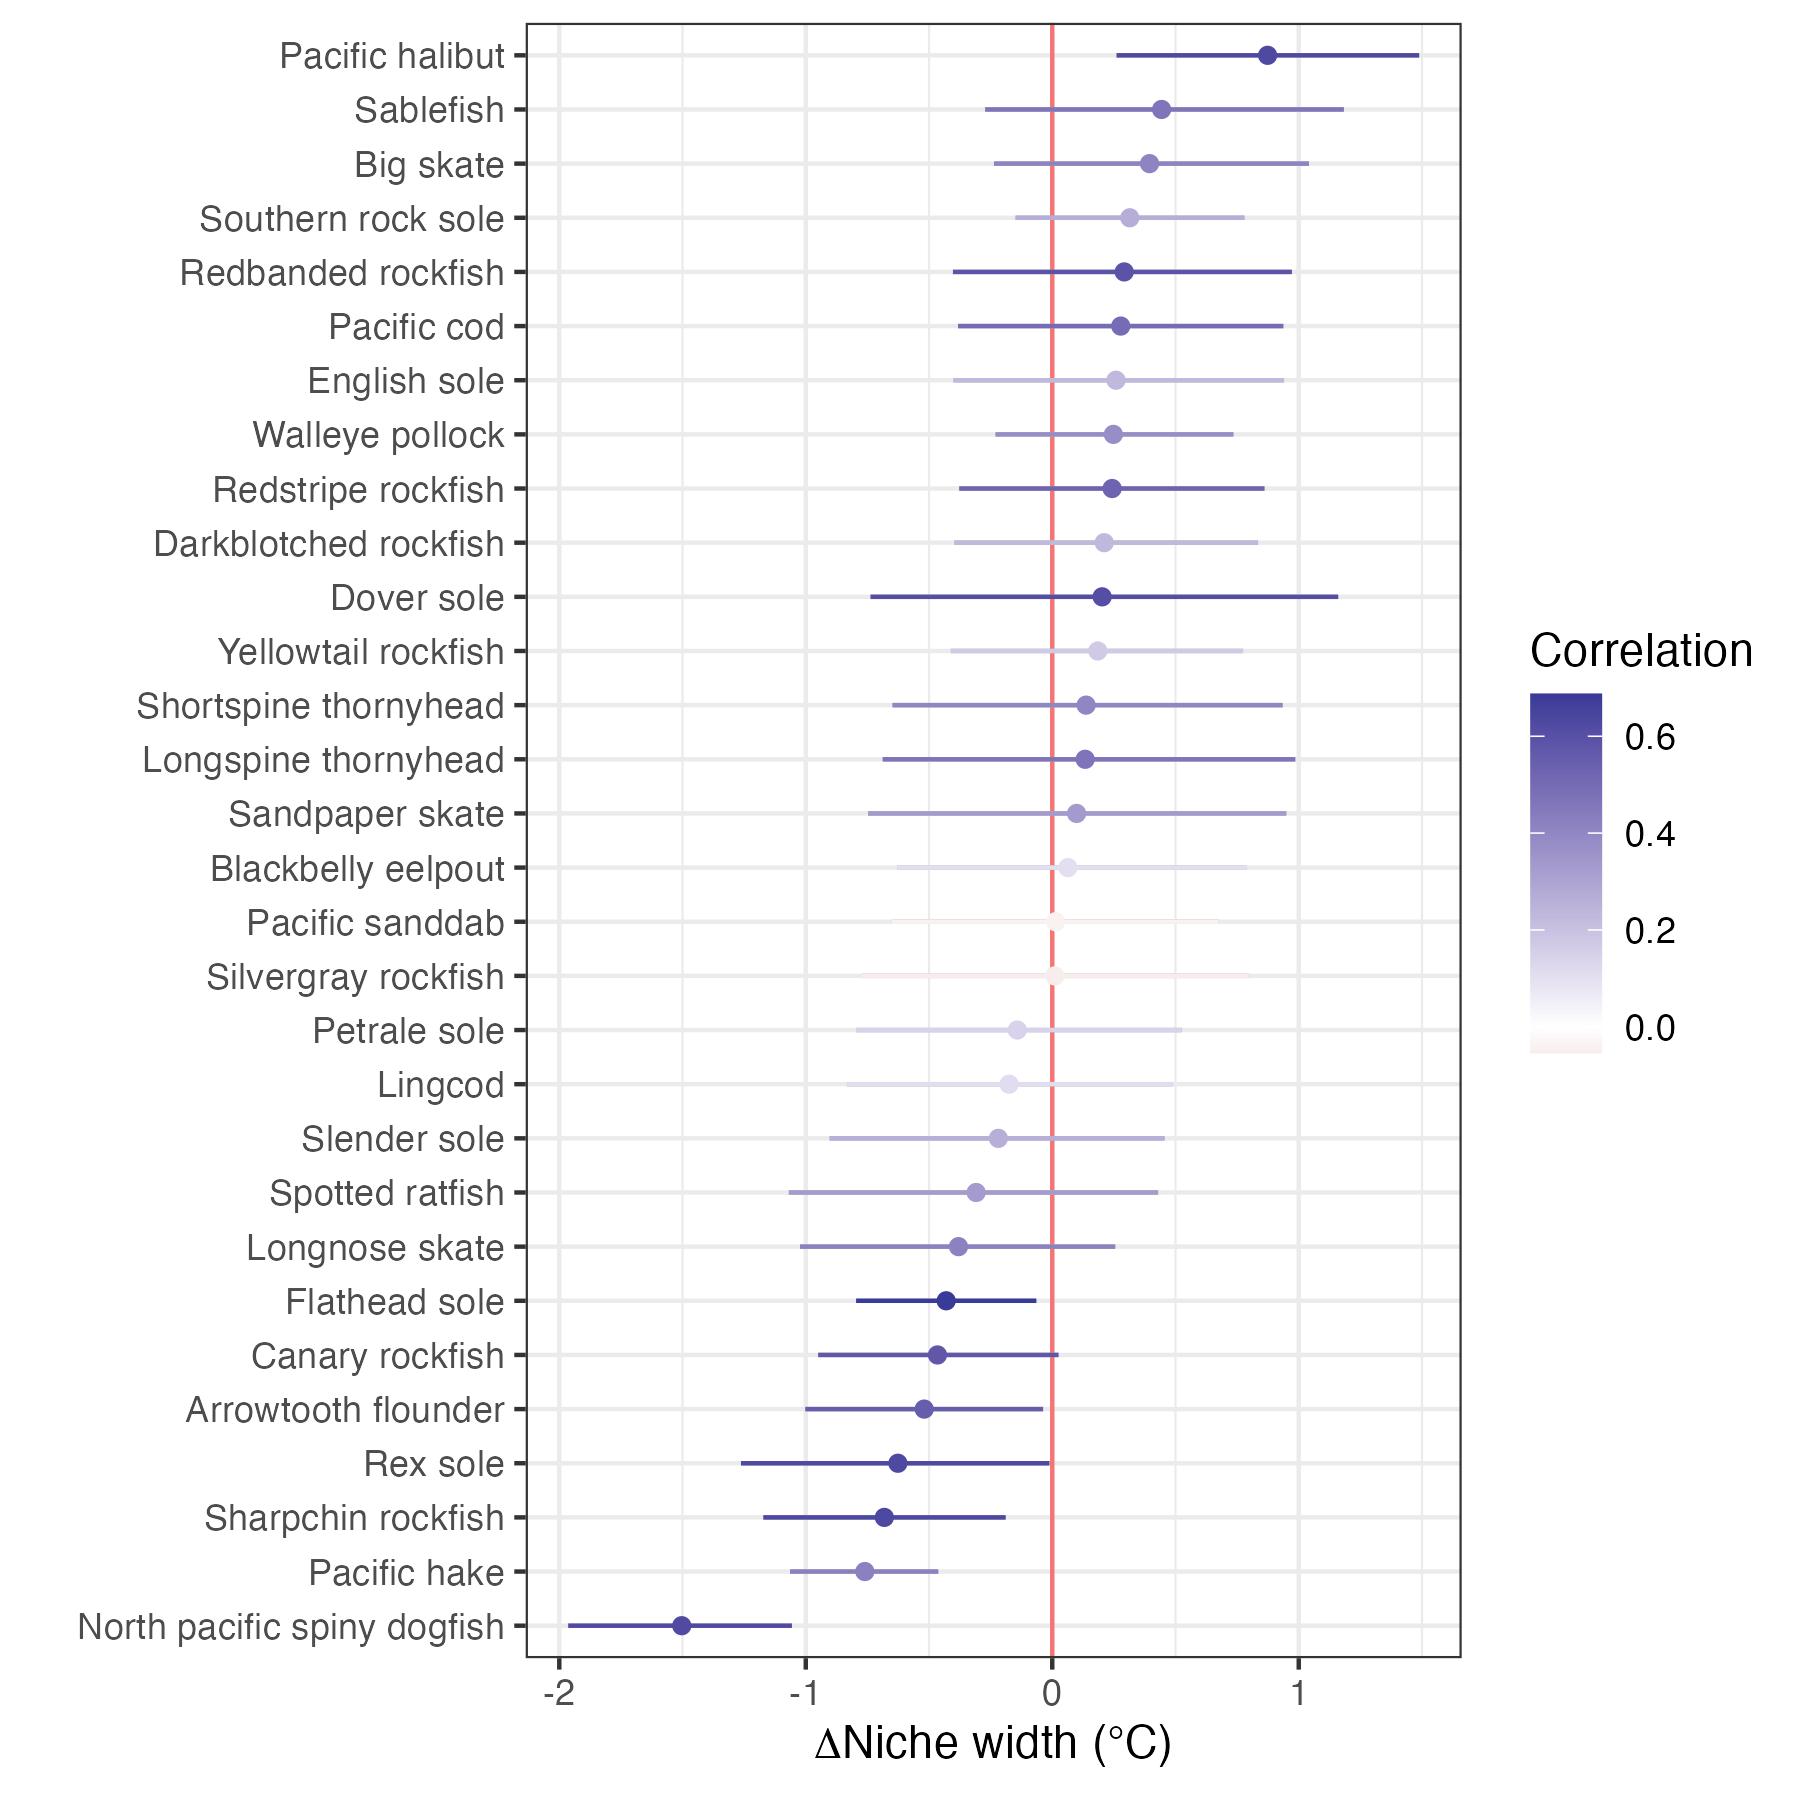 Pacific halibut
Sablefish
Big skate
Southern rock sole
Redbanded rockfish
Pacific cod
English sole
Walleye pollock
Redstripe rockfish
Darkblotched rockfish
Dover sole
Yellowtail rockfish
Shortspine thornyhead
Longspine thornyhead
Sandpaper skate
Blackbelly eelpout
Pacific sanddab
Silvergray rockfish
Petrale sole
Lingcod
Slender sole
Spotted ratfish
Longnose skate
Flathead sole
Canary rockfish
Arrowtooth flounder
Rex sole
Sharpchin rockfish
Pacific hake
North pacific spiny dogfish
-2 -1 0 1
ΔNiche width (°C)
Correlation
0.6
0.4
0.2
0.0